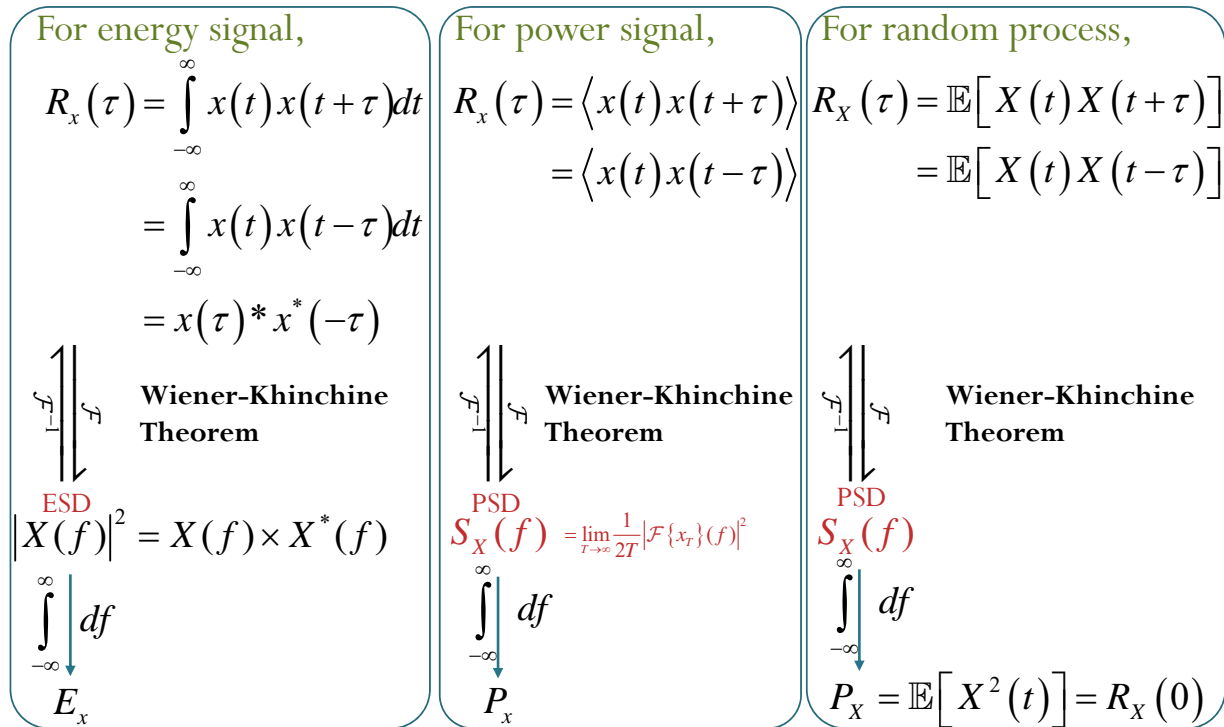 For energy signal,
R_x(τ) = ∫_{-∞}^{∞} x(t) x(t+τ) dt
= ∫_{-∞}^{∞} x(t) x(t−τ) dt
= x(τ) * x^*(−τ)
ℱ^{-1} ℱ
Wiener-Khinchine
Theorem
ESD
|X(f)|^2 = X(f) × X^*(f)
∫_{-∞}^{∞} df
E_x
For power signal,
R_x(τ) = ⟨x(t) x(t+τ)⟩
= ⟨x(t) x(t−τ)⟩
ℱ^{-1} ℱ
Wiener-Khinchine
Theorem
PSD
S_X(f) = lim_{T→∞} \frac{1}{2T} |ℱ{x_T}(f)|^2
∫_{-∞}^{∞} df
P_x
For random process,
R_X(τ) = 𝔼[X(t) X(t+τ)]
= 𝔼[X(t) X(t−τ)]
ℱ^{-1} ℱ
Wiener-Khinchine
Theorem
PSD
S_X(f)
∫_{-∞}^{∞} df
P_X = 𝔼[X^2(t)] = R_X(0)